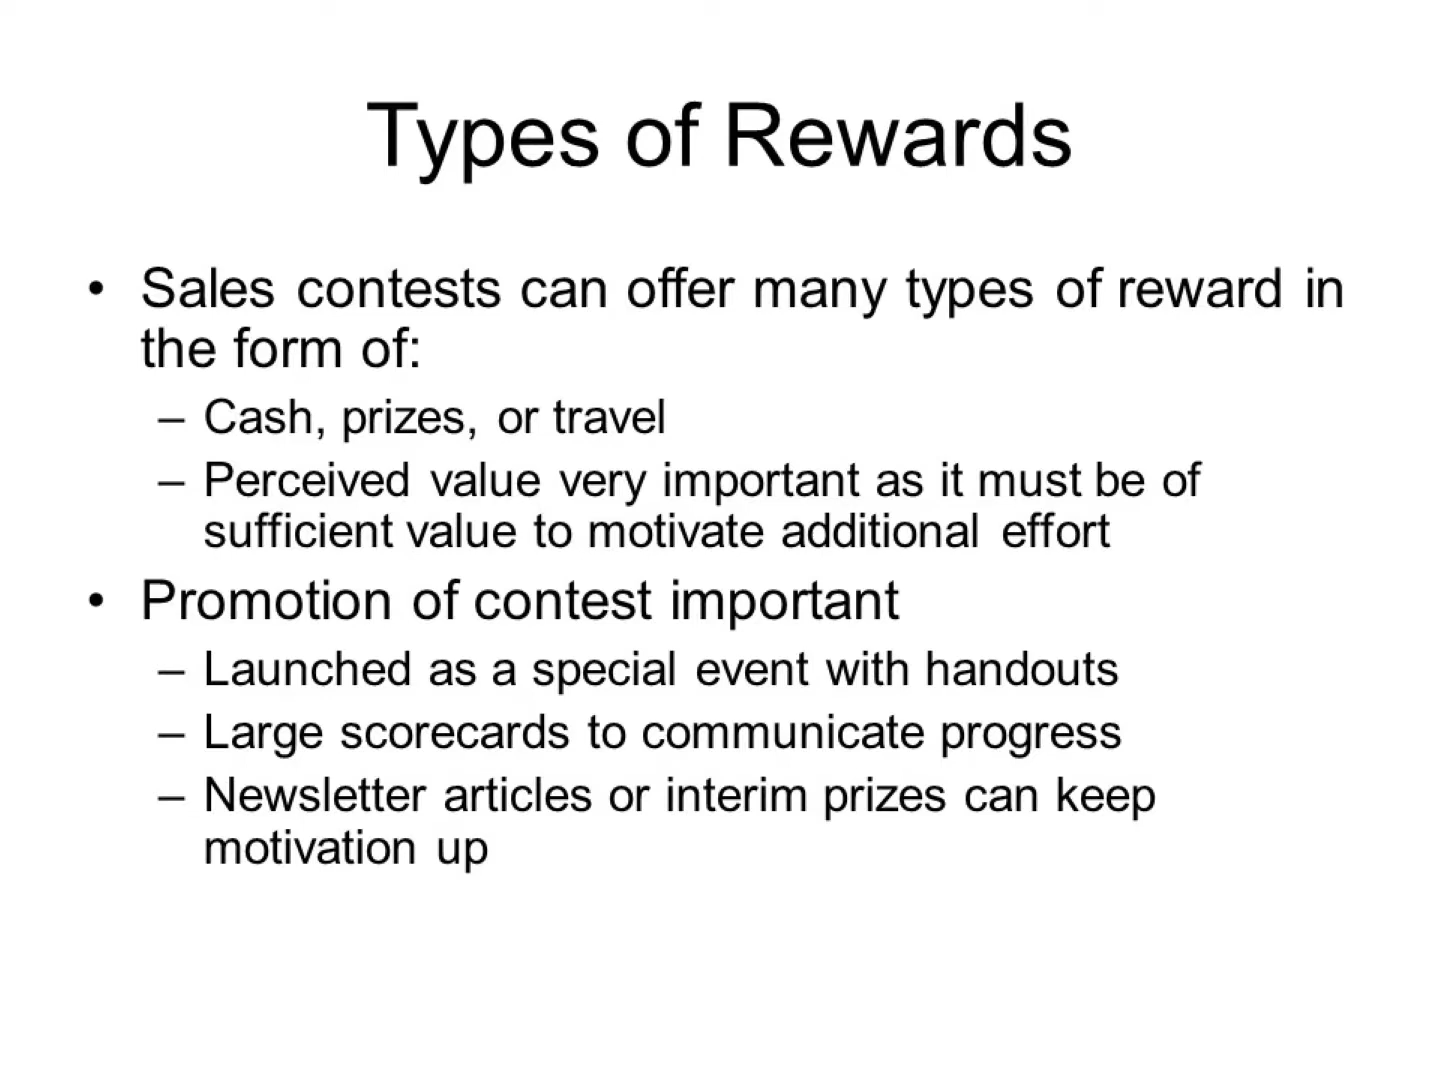 Types of Rewards
• Sales contests can offer many types of reward in
the form of:
– Cash, prizes, or travel
– Perceived value very important as it must be of
sufficient value to motivate additional effort
• Promotion of contest important
– Launched as a special event with handouts
– Large scorecards to communicate progress
– Newsletter articles or interim prizes can keep
motivation up